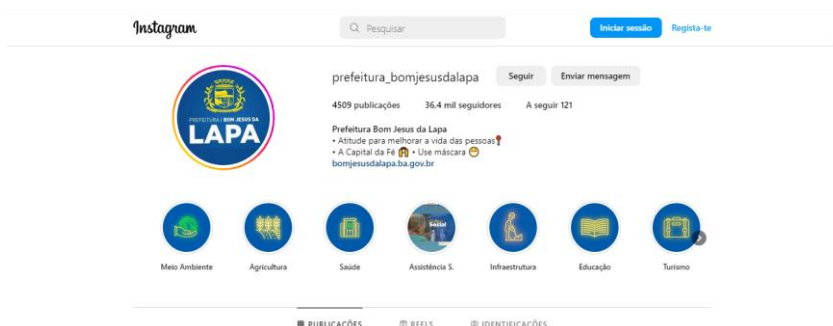 Instagram
Pesquisar
Iniciar sessão
Regista-te
prefeitura_bomjesusdalapa
Seguir
Enviar mensagem
4509 publicações
36,4 mil seguidores
A seguir 121
Prefeitura Bom Jesus da Lapa
• Atitude para melhorar a vida das pessoas
• A Capital da Fé • Use máscara
bomjesusdalapa.ba.gov.br
PREFEITURA | BOM JESUS DA
LAPA
Social
Meio Ambiente
Agricultura
Saúde
Assistência S.
Infraestrutura
Educação
Turismo
PUBLICAÇÕES
REELS
IDENTIFICAÇÕES